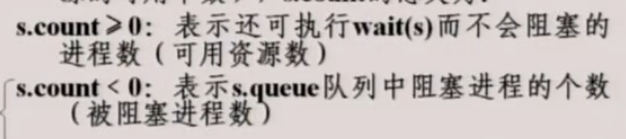 s.count≥0：表示还可执行wait(s)而不会阻塞的
进程数（可用资源数）
s.count < 0：表示s.queue队列中阻塞进程的个数
（被阻塞进程数）